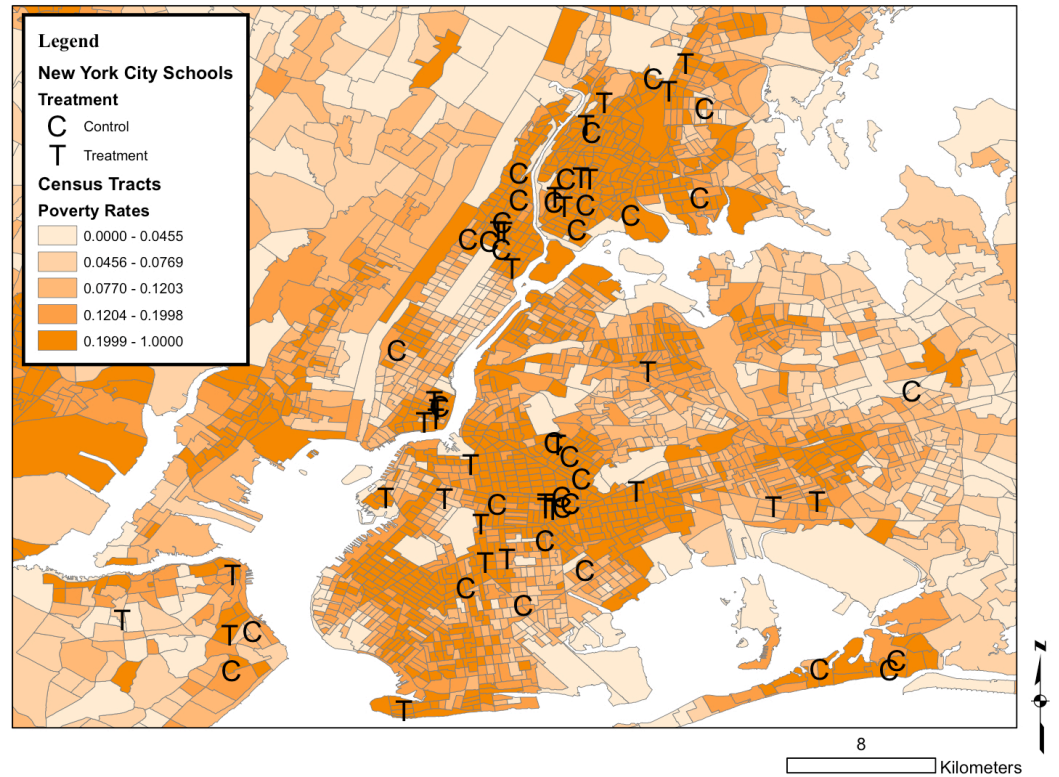 Legend
New York City Schools
Treatment
C Control
T Treatment
Census Tracts
Poverty Rates
0.0000 - 0.0455
0.0456 - 0.0769
0.0770 - 0.1203
0.1204 - 0.1998
0.1999 - 1.0000
N
8
Kilometers